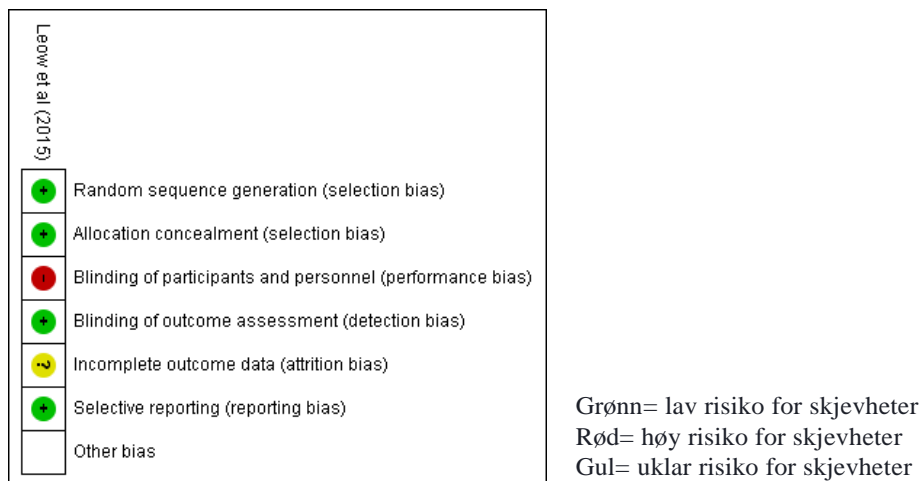 Leow et al (2015)
+ Random sequence generation (selection bias)
+ Allocation concealment (selection bias)
- Blinding of participants and personnel (performance bias)
+ Blinding of outcome assessment (detection bias)
? Incomplete outcome data (attrition bias)
+ Selective reporting (reporting bias)
Other bias
Grønn= lav risiko for skjevheter
Rød= høy risiko for skjevheter
Gul= uklar risiko for skjevheter